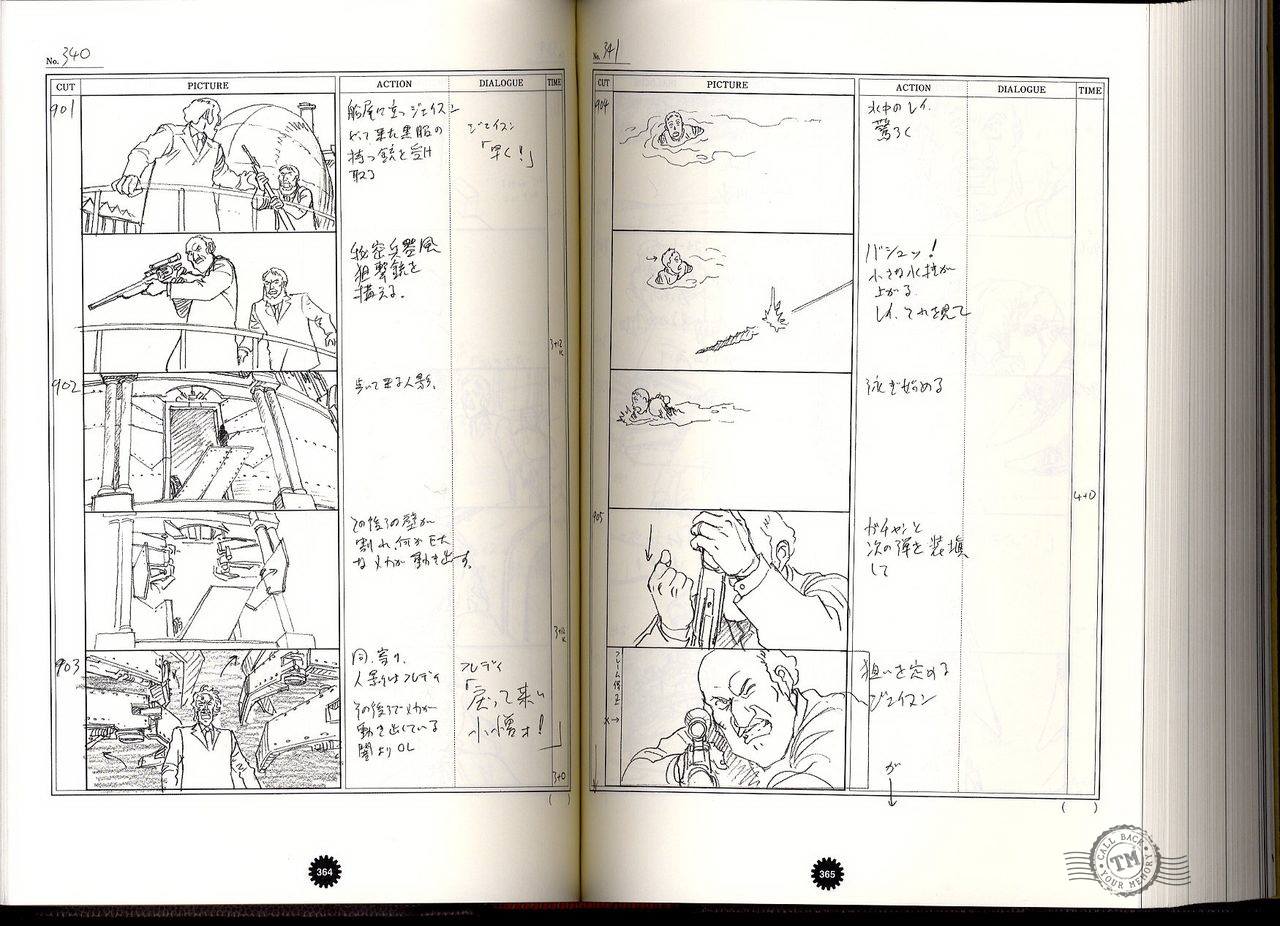 No. 340
CUT PICTURE ACTION DIALOGUE TIME
901
船尾に立つジェイスン
やって来た黒服の
持つ銃を受け
取る
ジェイスン
「早く!」
秘密兵器風
狙撃銃を
構える。
3+12
K
902
歩いて来る人影。
その後ろの壁が
割れ、何か巨大
なメカが動き出す。
3+12
K
903
同、寄り。
人影はフレディ
その後ろでメカが
動き出している
闇よりOL
フレディ
「戻って来い
小僧ォ!」
3+0
( )
364
No. 341
CUT PICTURE ACTION DIALOGUE TIME
904
水中のレイ、
驚ろく
バシュッ!
小さな水柱が
上がる
レイ、それを見て
泳ぎ始める
4+0
905
ガチャンと
次の弾を装填
して
フレーム修正
狙いを定める
ジェイスン
が
( )
365
CALL BACK
TM
YOUR MEMORY